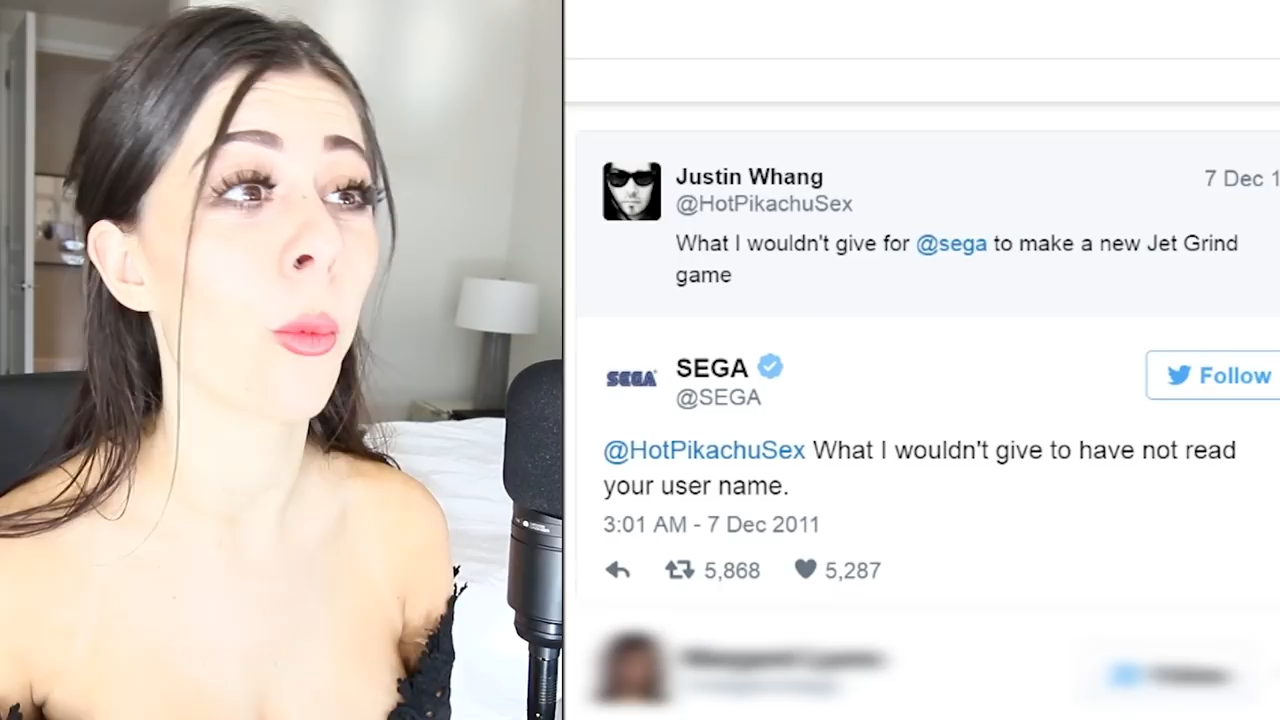 Justin Whang
7 Dec 1
@HotPikachuSex
What I wouldn't give for @sega to make a new Jet Grind
game
SEGA
SEGA
@SEGA
Follow
@HotPikachuSex What I wouldn't give to have not read
your user name.
3:01 AM - 7 Dec 2011
5,868
5,287